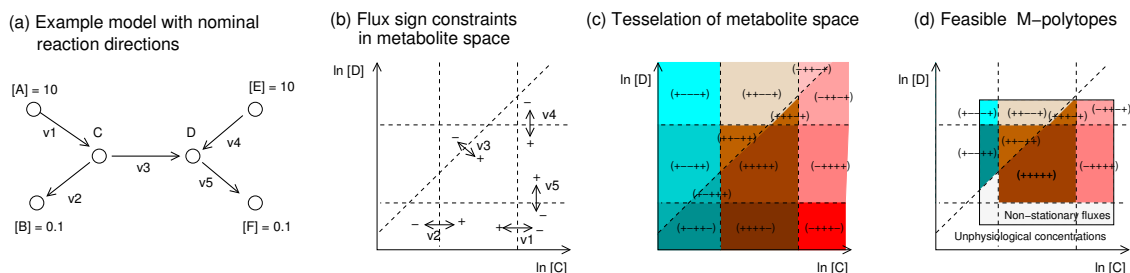 (a) Example model with nominal
reaction directions
[A] = 10
[E] = 10
v1
C
D
v4
v3
v2
v5
[B] = 0.1
[F] = 0.1
(b) Flux sign constraints
in metabolite space
ln [D]
−
v4
+
−
v3
+
+
v5
−
− +
v2
+ −
v1
ln [C]
(c) Tesselation of metabolite space
ln [D]
(−++−+)
(+−−−+)
(++−−+)
(−++−+)
(+++−+)
(++−++)
(+−−++)
(+++++)
(−++++)
(+−+++)
(+−++−)
(++++−)
(−+++−)
ln [C]
(d) Feasible M−polytopes
ln [D]
(+−−−+)
(++−−+)
(−++−+)
(+++−+)
(++−++)
(+−−++)
(−++++)
(+++++)
Non−stationary fluxes
Unphysiological concentrations
ln [C]